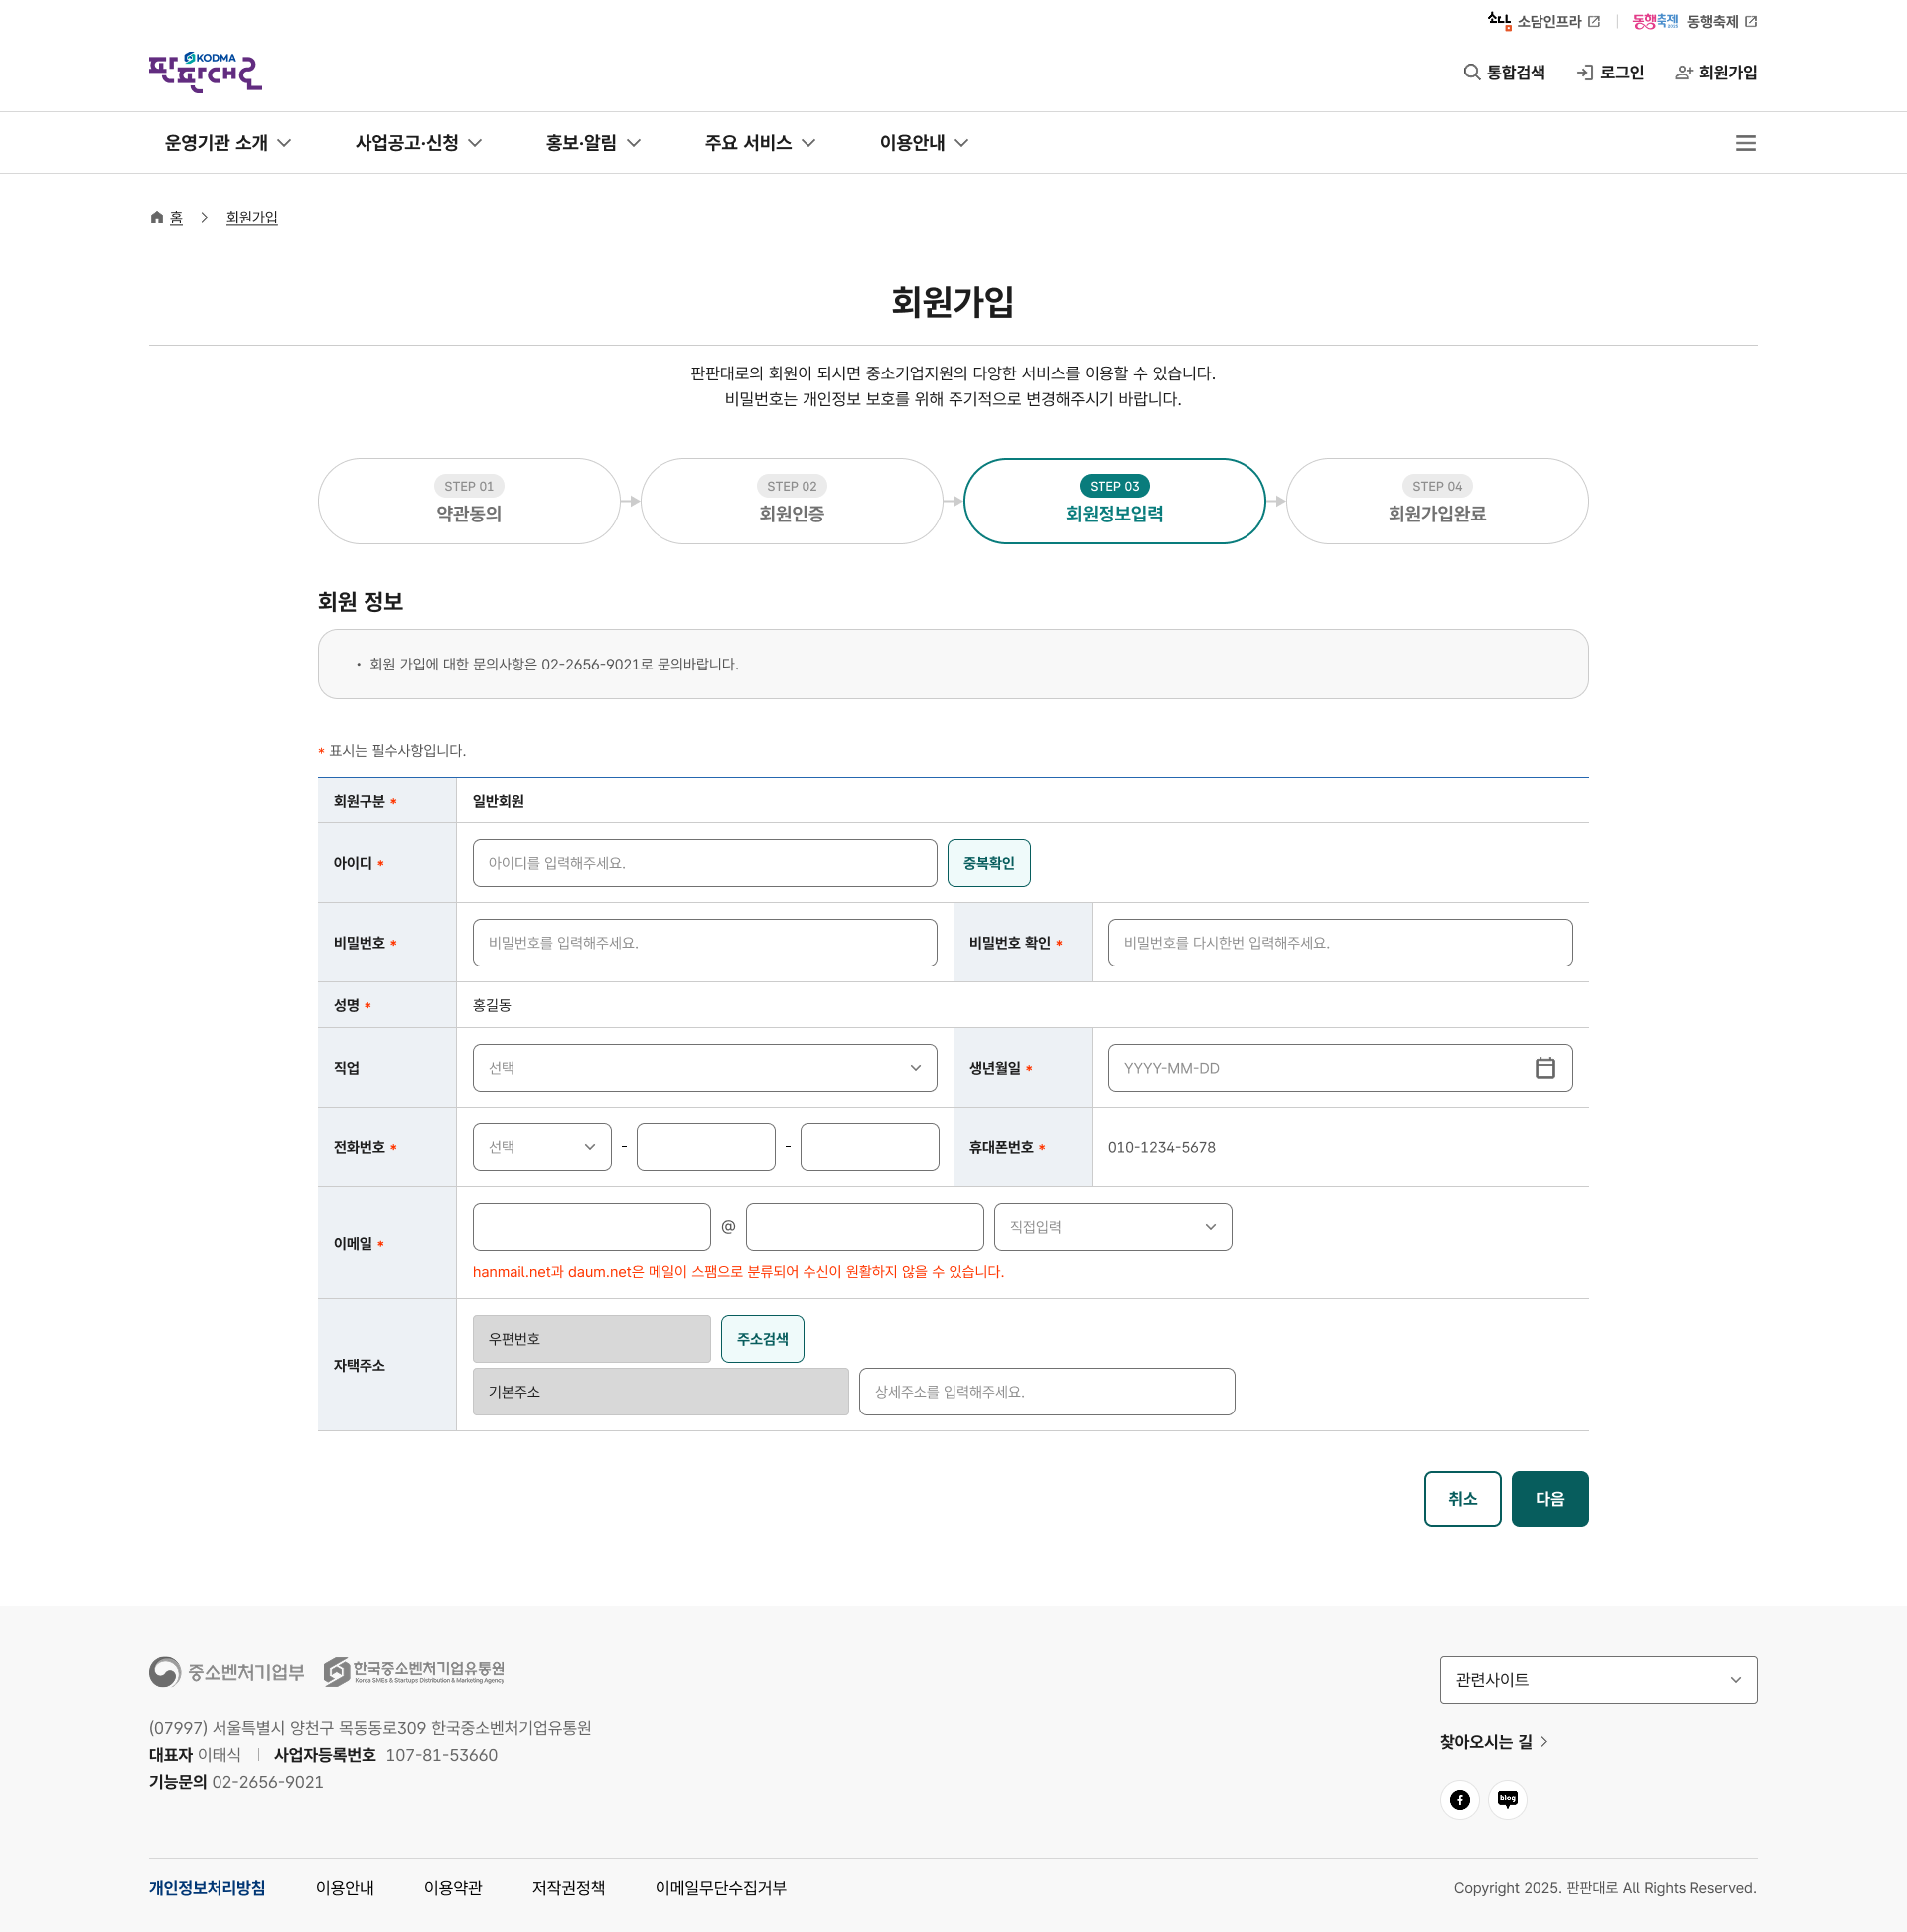 소담 소담인프라 동행축제 2025 동행축제
KODMA
판판대로
통합검색 로그인 회원가입
운영기관 소개 사업공고·신청 홍보·알림 주요 서비스 이용안내
홈 회원가입
회원가입
판판대로의 회원이 되시면 중소기업지원의 다양한 서비스를 이용할 수 있습니다.
비밀번호는 개인정보 보호를 위해 주기적으로 변경해주시기 바랍니다.
STEP 01 STEP 02 STEP 03 STEP 04
약관동의 회원인증 회원정보입력 회원가입완료
회원 정보
· 회원 가입에 대한 문의사항은 02-2656-9021로 문의바랍니다.
* 표시는 필수사항입니다.
회원구분 * 일반회원
아이디 * 아이디를 입력해주세요. 중복확인
비밀번호 * 비밀번호를 입력해주세요. 비밀번호 확인 * 비밀번호를 다시한번 입력해주세요.
성명 * 홍길동
직업 선택 생년월일 * YYYY-MM-DD
전화번호 * 선택 - - 휴대폰번호 * 010-1234-5678
이메일 * @ 직접입력
hanmail.net과 daum.net은 메일이 스팸으로 분류되어 수신이 원활하지 않을 수 있습니다.
자택주소 우편번호 주소검색
기본주소 상세주소를 입력해주세요.
취소 다음
중소벤처기업부 한국중소벤처기업유통원
Korea SMEs & Startups Distribution & Marketing Agency
관련사이트
(07997) 서울특별시 양천구 목동동로309 한국중소벤처기업유통원
대표자 이태식 사업자등록번호 107-81-53660
기능문의 02-2656-9021
찾아오시는 길
blog
개인정보처리방침 이용안내 이용약관 저작권정책 이메일무단수집거부
Copyright 2025. 판판대로 All Rights Reserved.